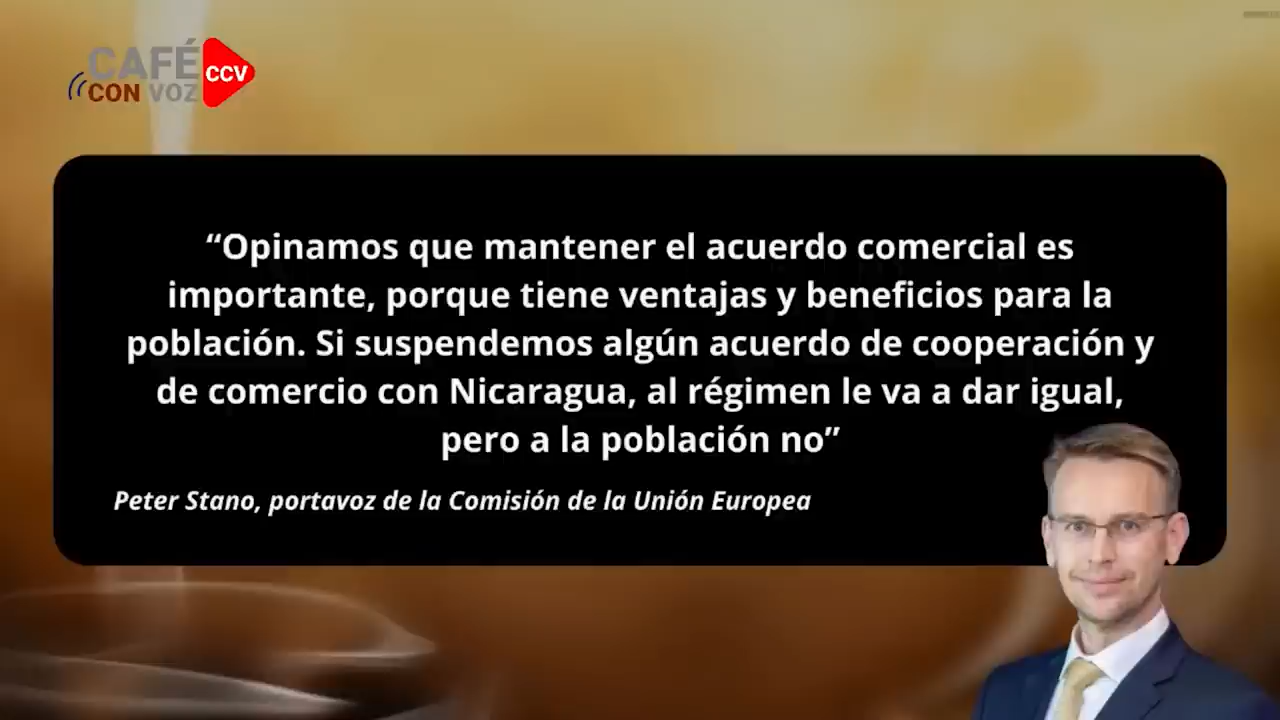 CAFÉ
CON VOZ
CCV
“Opinamos que mantener el acuerdo comercial es
importante, porque tiene ventajas y beneficios para la
población. Si suspendemos algún acuerdo de cooperación y
de comercio con Nicaragua, al régimen le va a dar igual,
pero a la población no”
Peter Stano, portavoz de la Comisión de la Unión Europea